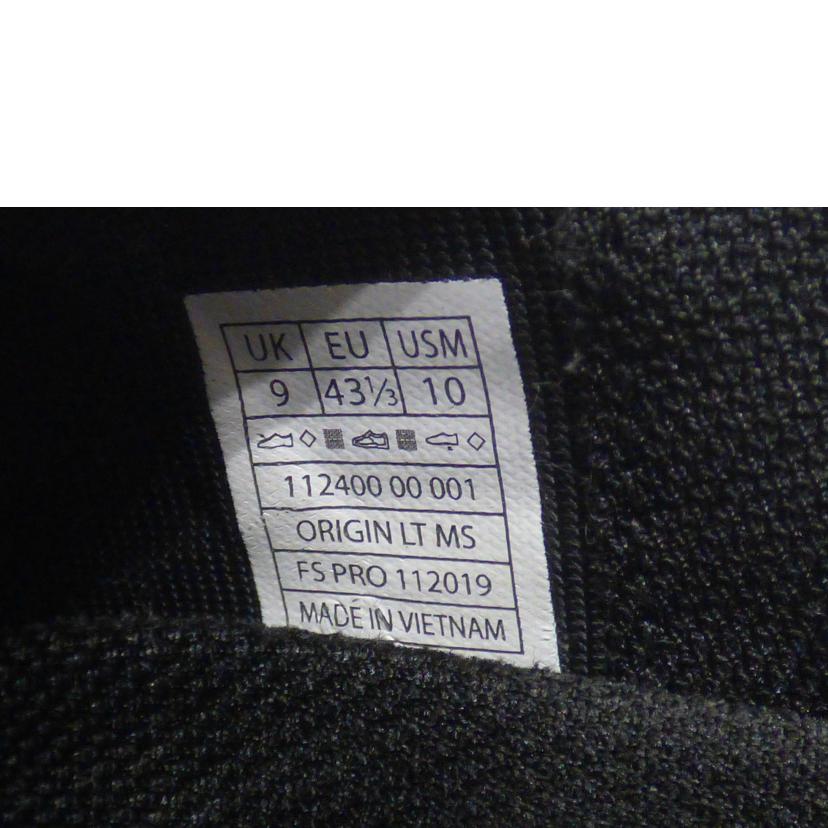 UK EU USM
9 43⅓ 10
112400 00 001
ORIGIN LT MS
FS PRO 112019
MADE IN VIETNAM